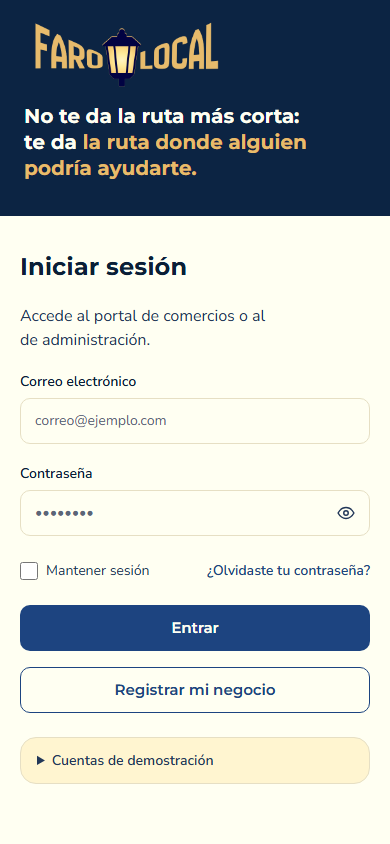 FARO LOCAL
No te da la ruta más corta:
te da la ruta donde alguien
podría ayudarte.
Iniciar sesión
Accede al portal de comercios o al
de administración.
Correo electrónico
correo@ejemplo.com
Contraseña
••••••••
Mantener sesión
¿Olvidaste tu contraseña?
Entrar
Registrar mi negocio
Cuentas de demostración